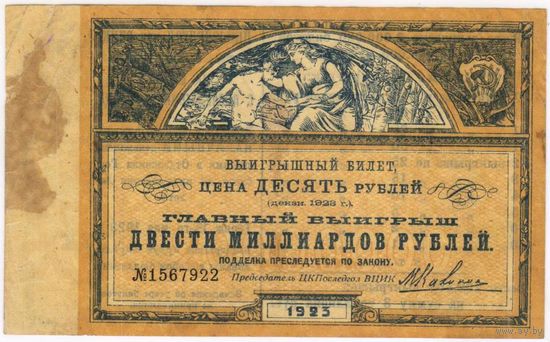 ВЫИГРЫШНЫЙ БИЛЕТ,
ЦЕНА ДЕСЯТЬ РУБЛЕЙ
(дензн. 1923 г.).
ГЛАВНЫЙ ВЫИГРЫШ
ДВЕСТИ МИЛЛИАРДОВ РУБЛЕЙ.
ПОДДЕЛКА ПРЕСЛЕДУЕТСЯ ПО ЗАКОНУ.
№1567922 Председатель ЦКПоследгол ВЦИК
1923